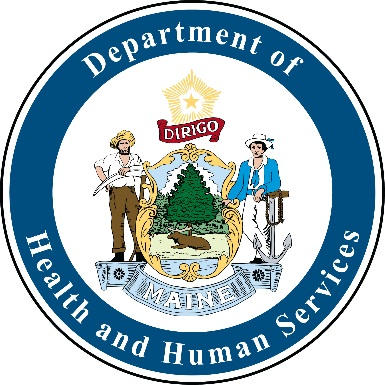 Department of
DIRIGO
MAINE
Health and Human Services